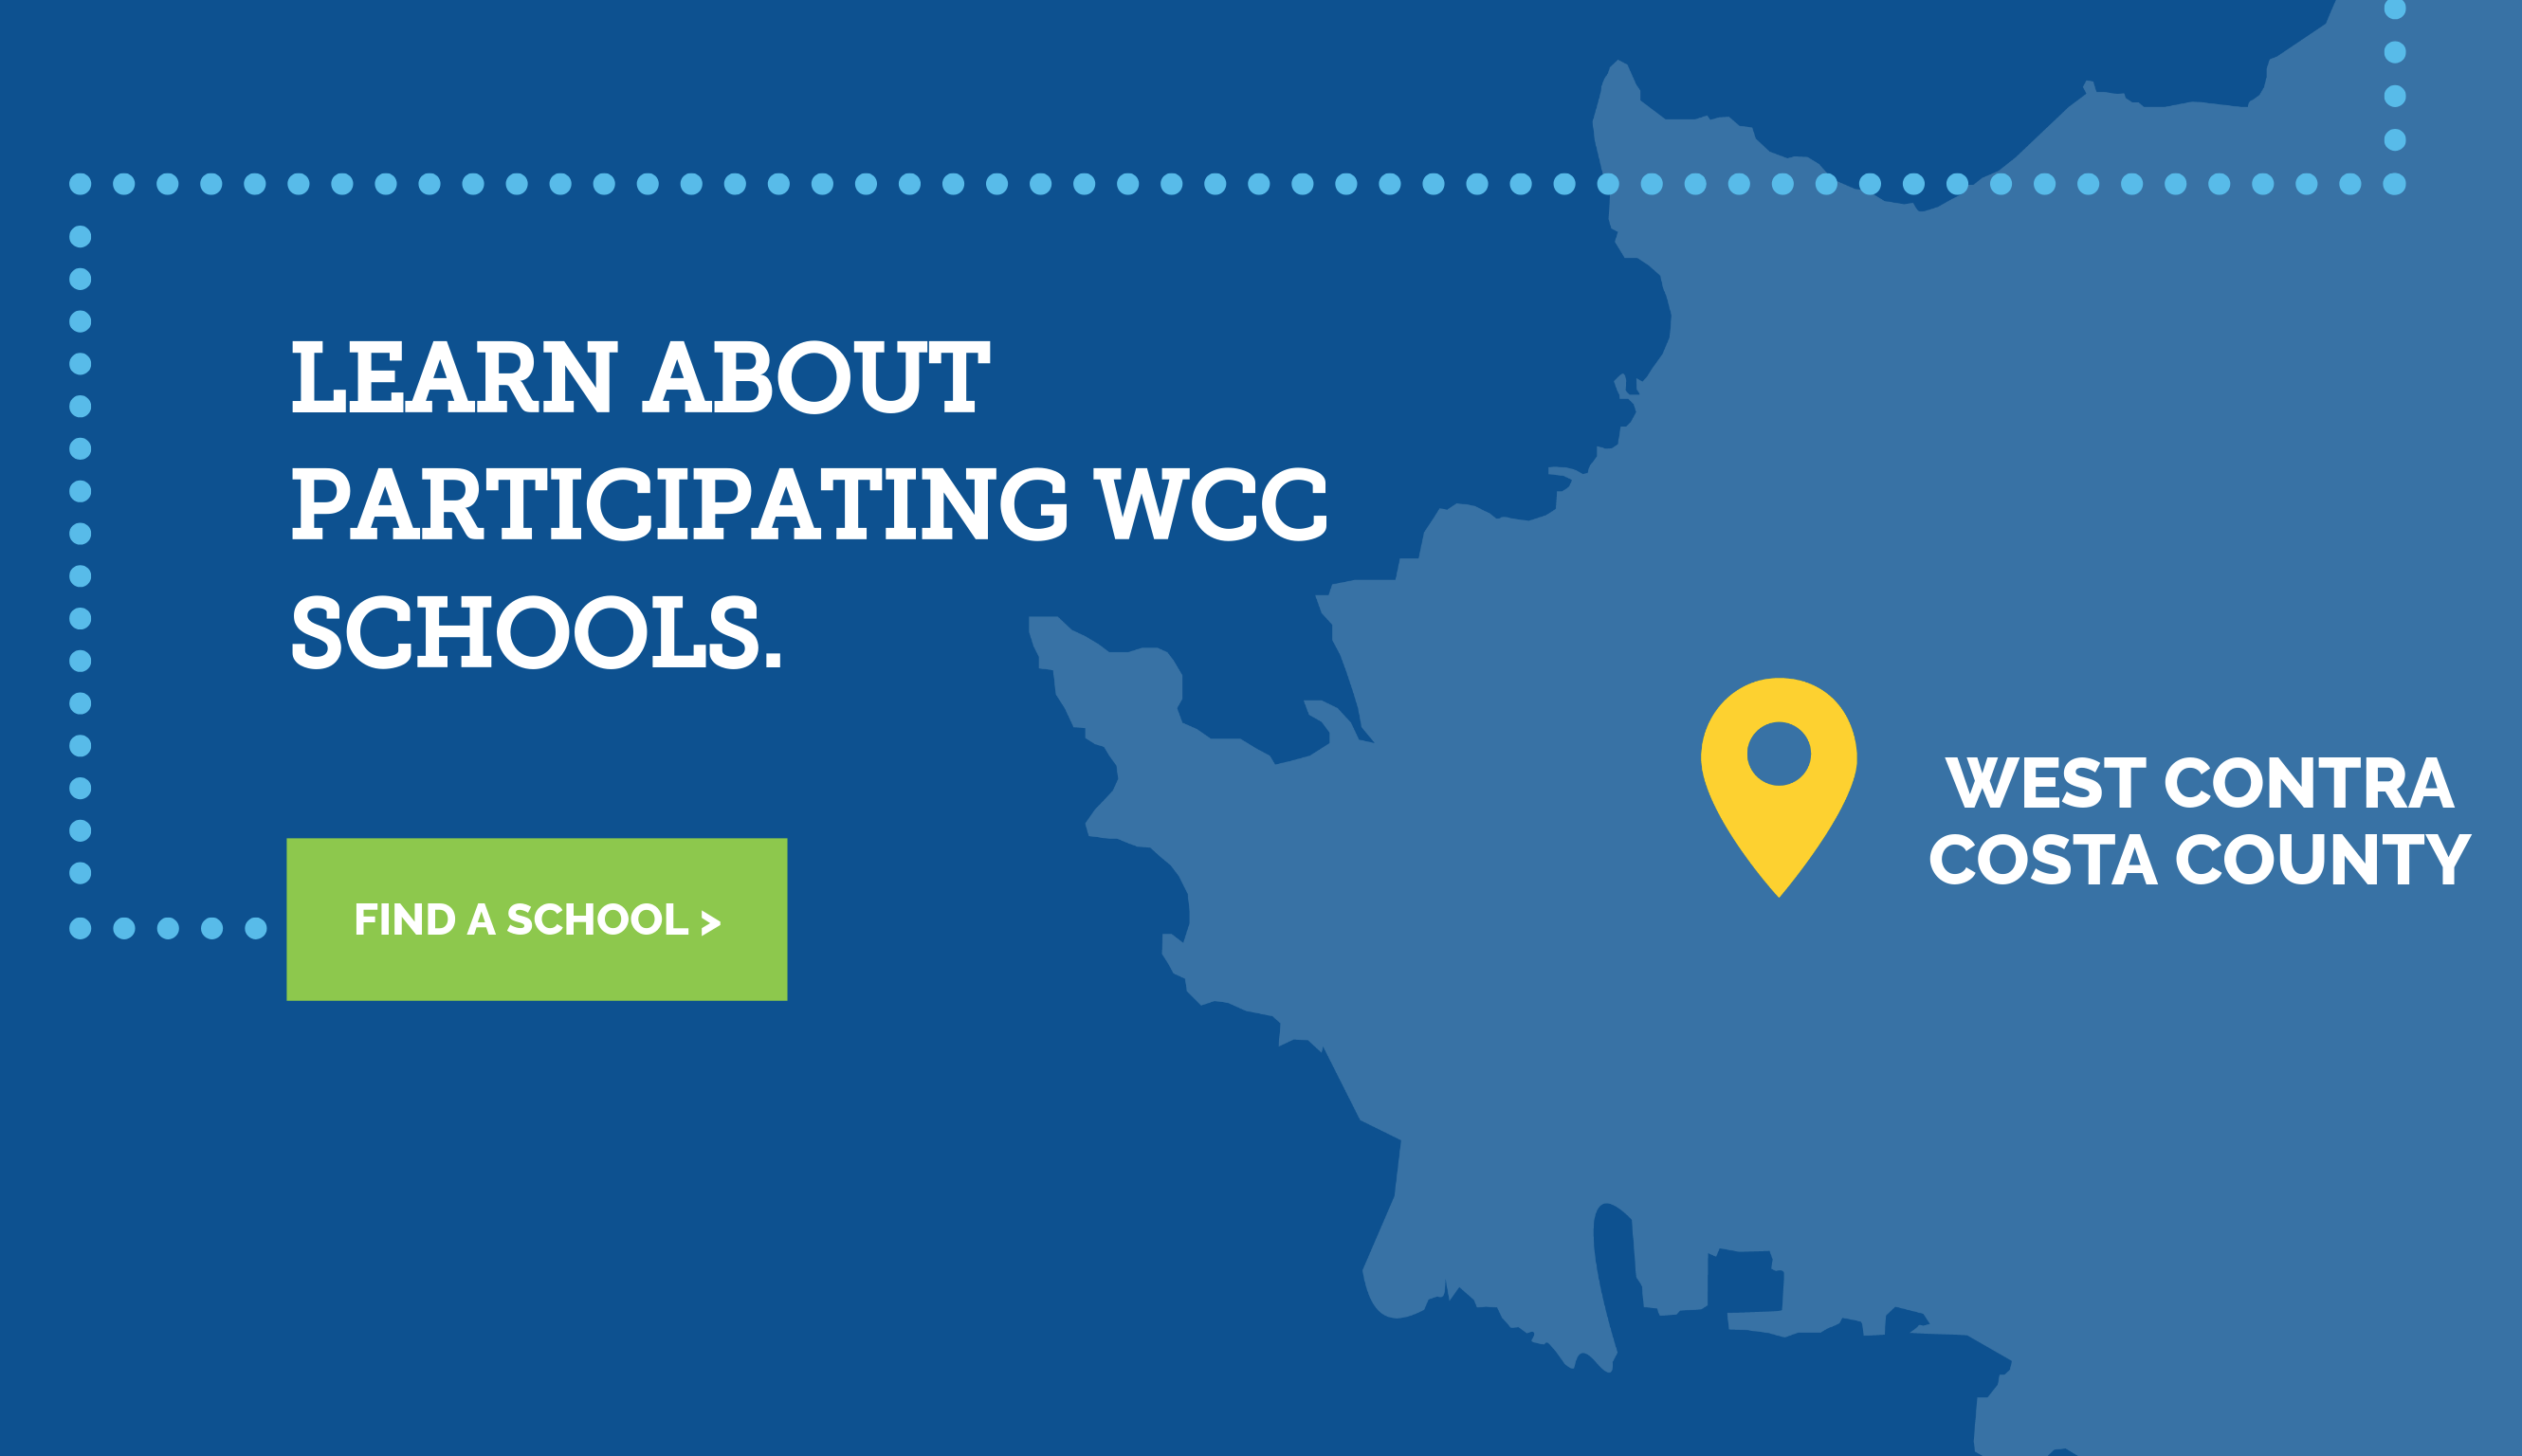 LEARN ABOUT
PARTICIPATING WCC
SCHOOLS.
FIND A SCHOOL >
WEST CONTRA
COSTA COUNTY